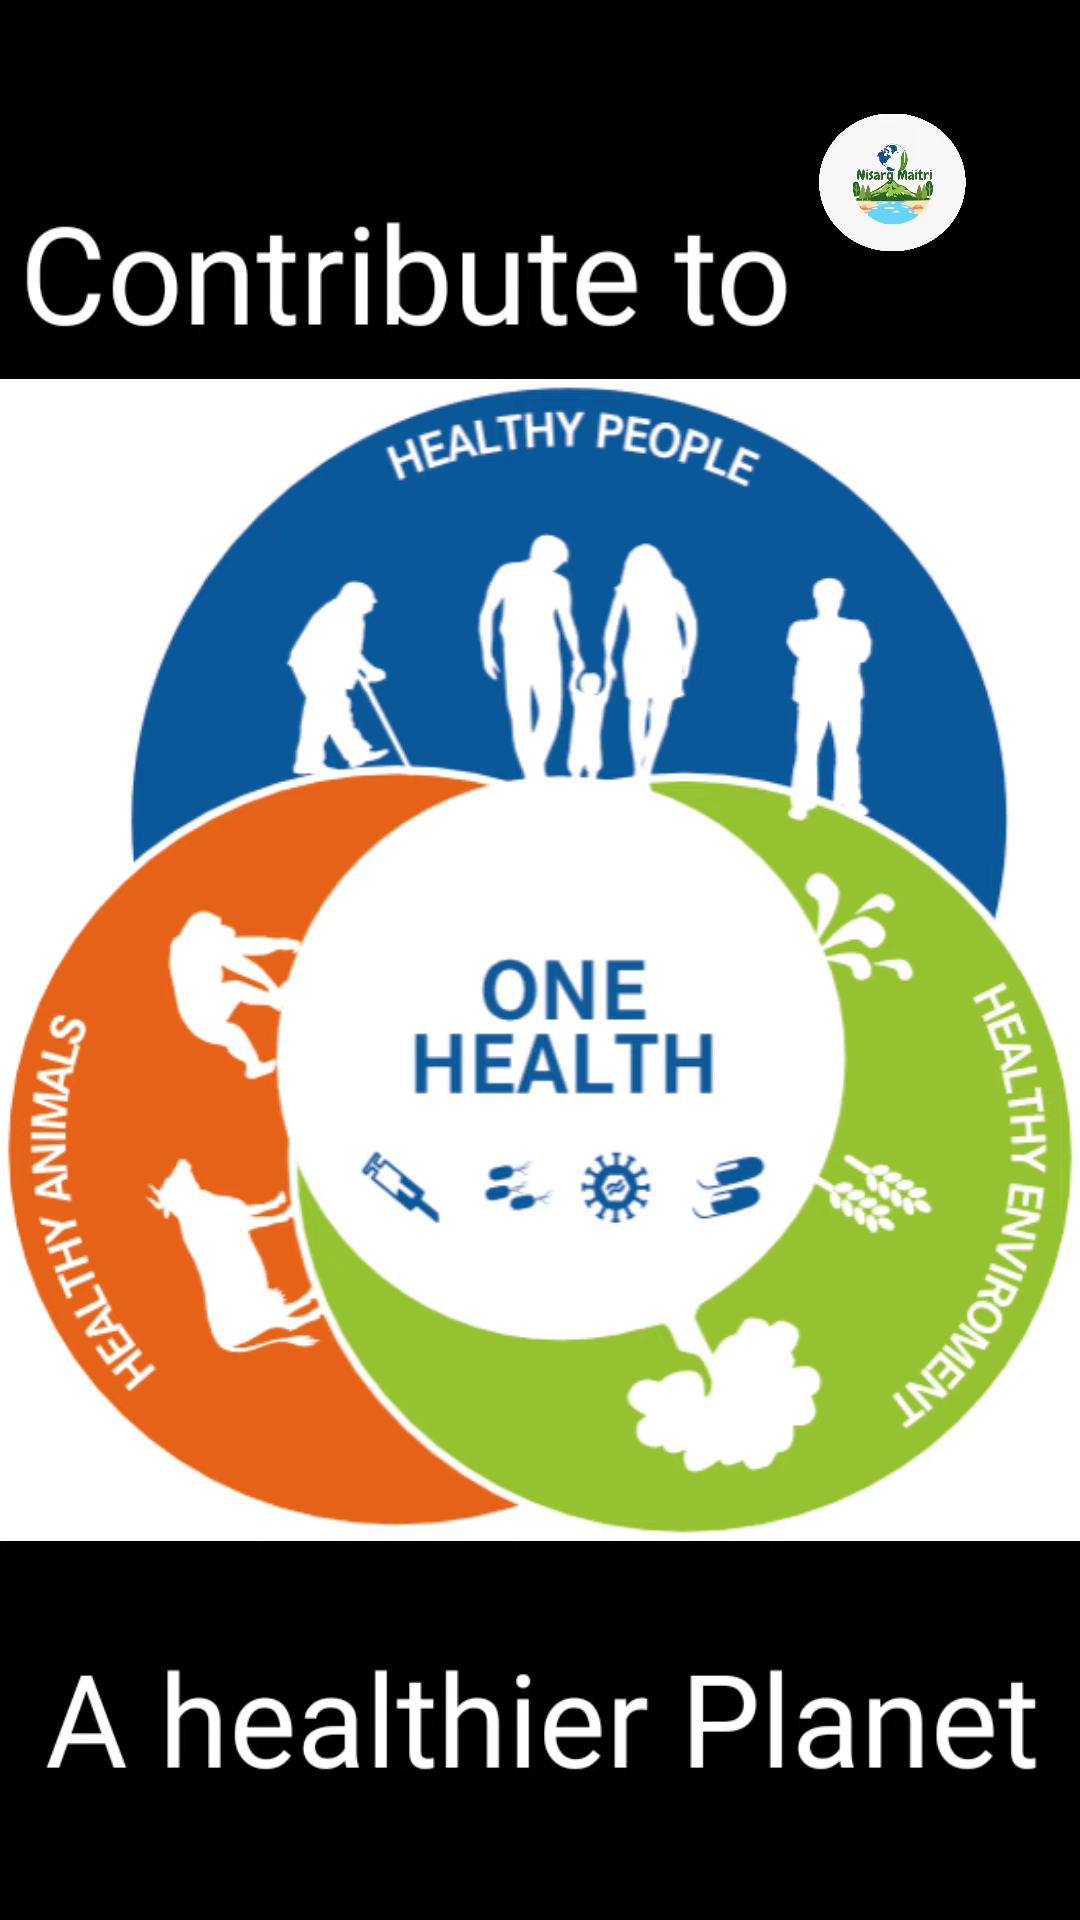 Nisarg Maitri
Contribute to
HEALTHY PEOPLE
ONE
HEALTH
HEALTHY ANIMALS
HEALTHY ENVIROMENT
A healthier Planet